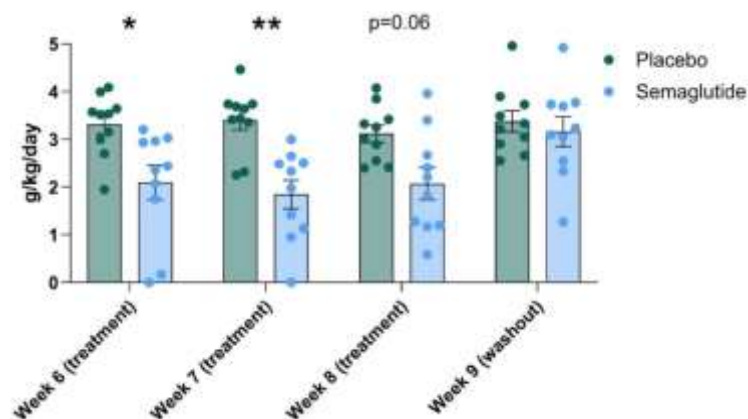 * ** p=0.06
5
4
3
2
1
0
g/kg/day
Placebo
Semaglutide
Week 6 (treatment)
Week 7 (treatment)
Week 8 (treatment)
Week 9 (washout)